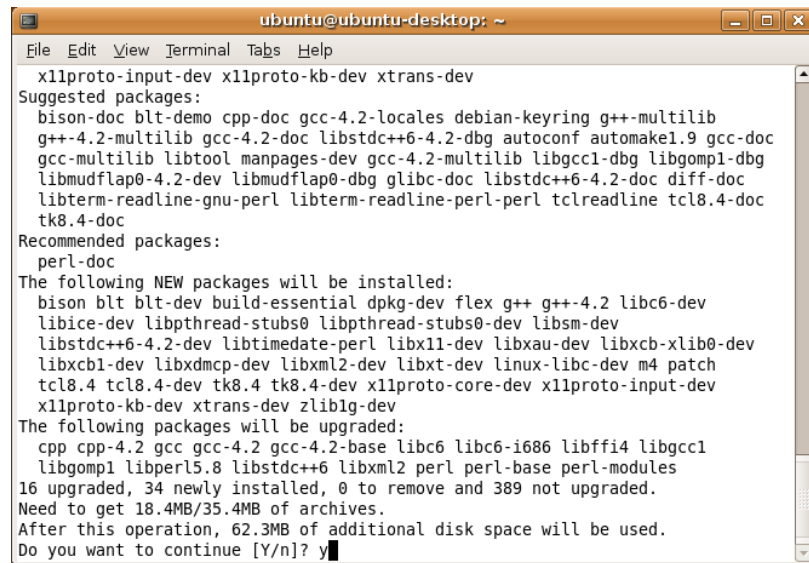 ubuntu@ubuntu-desktop: ~
File Edit View Terminal Tabs Help
x11proto-input-dev x11proto-kb-dev xtrans-dev
Suggested packages:
bison-doc blt-demo cpp-doc gcc-4.2-locales debian-keyring g++-multilib
g++-4.2-multilib gcc-4.2-doc libstdc++6-4.2-dbg autoconf automake1.9 gcc-doc
gcc-multilib libtool manpages-dev gcc-4.2-multilib libgcc1-dbg libgomp1-dbg
libmudflap0-4.2-dev libmudflap0-dbg glibc-doc libstdc++6-4.2-doc diff-doc
libterm-readline-gnu-perl libterm-readline-perl-perl tclreadline tcl8.4-doc
tk8.4-doc
Recommended packages:
perl-doc
The following NEW packages will be installed:
bison blt blt-dev build-essential dpkg-dev flex g++ g++-4.2 libc6-dev
libice-dev libpthread-stubs0 libpthread-stubs0-dev libsm-dev
libstdc++6-4.2-dev libtimedate-perl libx11-dev libxau-dev libxcb-xlib0-dev
libxcb1-dev libxdmcp-dev libxml2-dev libxt-dev linux-libc-dev m4 patch
tcl8.4 tcl8.4-dev tk8.4 tk8.4-dev x11proto-core-dev x11proto-input-dev
x11proto-kb-dev xtrans-dev zlib1g-dev
The following packages will be upgraded:
cpp cpp-4.2 gcc gcc-4.2 gcc-4.2-base libc6 libc6-i686 libffi4 libgcc1
libgomp1 libperl5.8 libstdc++6 libxml2 perl perl-base perl-modules
16 upgraded, 34 newly installed, 0 to remove and 389 not upgraded.
Need to get 18.4MB/35.4MB of archives.
After this operation, 62.3MB of additional disk space will be used.
Do you want to continue [Y/n]? y